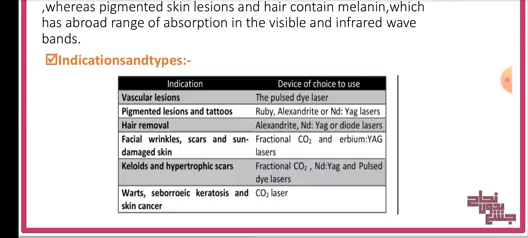 ,whereas pigmented skin lesions and hair contain melanin,which
has abroad range of absorption in the visible and infrared wave
bands.
☑Indicationsandtypes:-
Indication Device of choice to use
Vascular lesions The pulsed dye laser
Pigmented lesions and tattoos Ruby, Alexandrite or Nd: Yag lasers
Hair removal Alexandrite, Nd: Yag or diode lasers
Facial wrinkles, scars and sun- Fractional CO₂ and erbium:YAG
damaged skin lasers
Keloids and hypertrophic scars Fractional CO₂ , Nd:Yag and Pulsed
dye lasers
Warts, seborroeic keratosis and CO₂ laser
skin cancer
نجاح
بدون
جشع